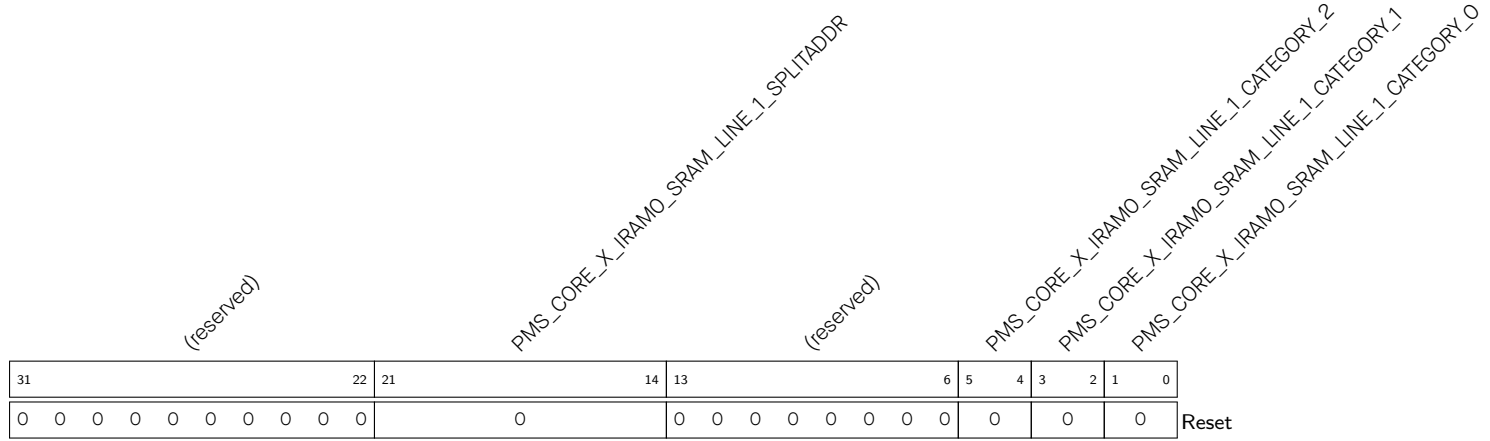 (reserved)
PMS_CORE_X_IRAM0_SRAM_LINE_1_SPLITADDR
(reserved)
PMS_CORE_X_IRAM0_SRAM_LINE_1_CATEGORY_2
PMS_CORE_X_IRAM0_SRAM_LINE_1_CATEGORY_1
PMS_CORE_X_IRAM0_SRAM_LINE_1_CATEGORY_0
31 22 21 14 13 6 5 4 3 2 1 0
0 0 0 0 0 0 0 0 0 0 0 0 0 0 0 0 0 0 0 0 0 0 Reset